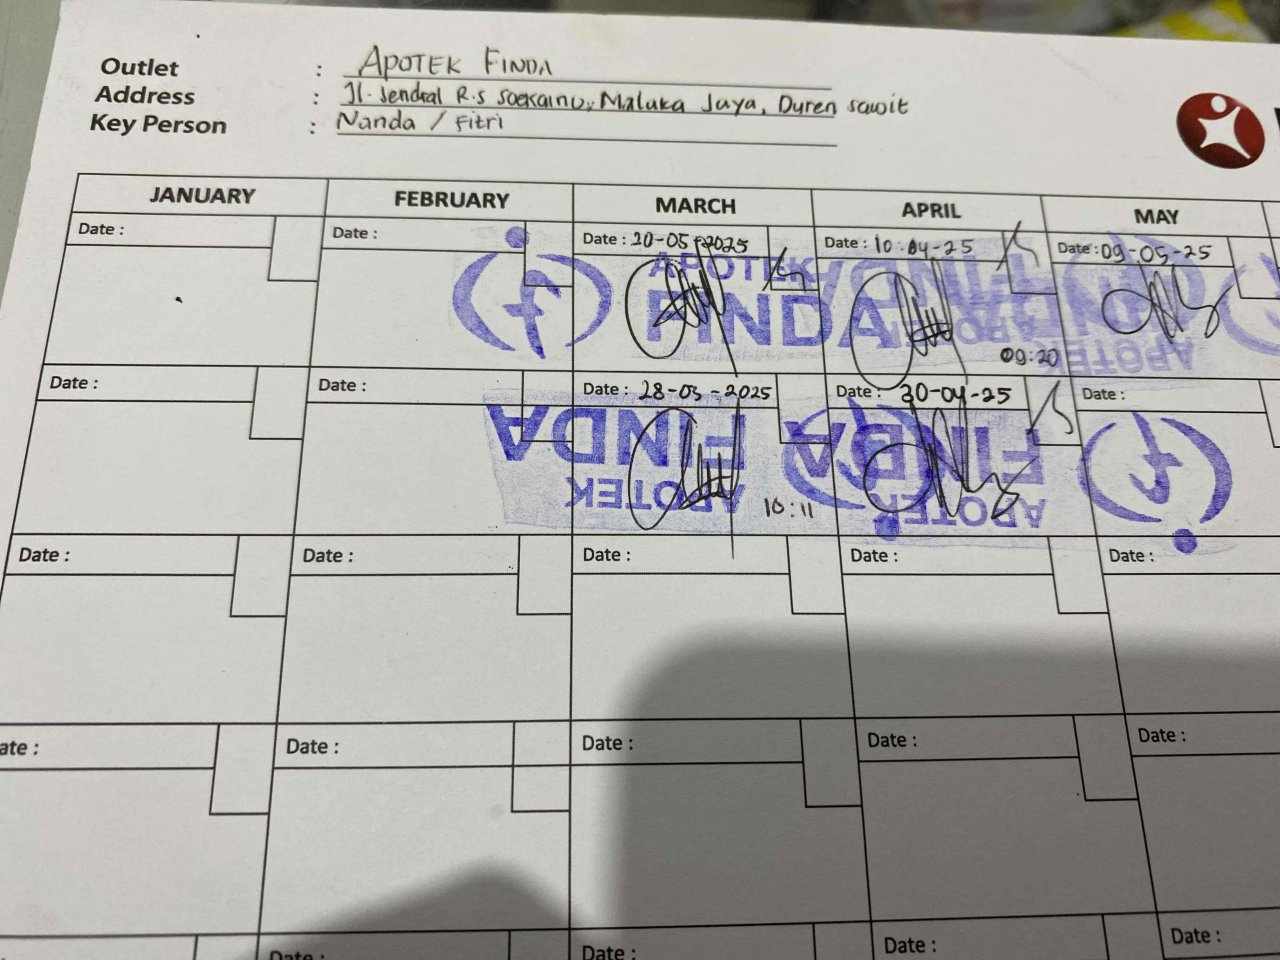 Outlet : APOTEK FINDA
Address : Jl. Jendral R.S Soekamto, Malaka Jaya, Duren sawit
Key Person : Nanda / Fitri
JANUARY FEBRUARY MARCH APRIL MAY
Date : Date : Date : 20-05-2025 Date : 10-04-25 Date : 09-05-25
APOTEK
FINDA
APOTEK
09:20
Date : Date : Date : 28-03-2025 Date : 30-04-25 Date :
FINDA FINDA
APOTEK APOTEK
10:11
Date : Date : Date : Date : Date :
ate : Date : Date : Date : Date :
Date : Date : Date : Date :